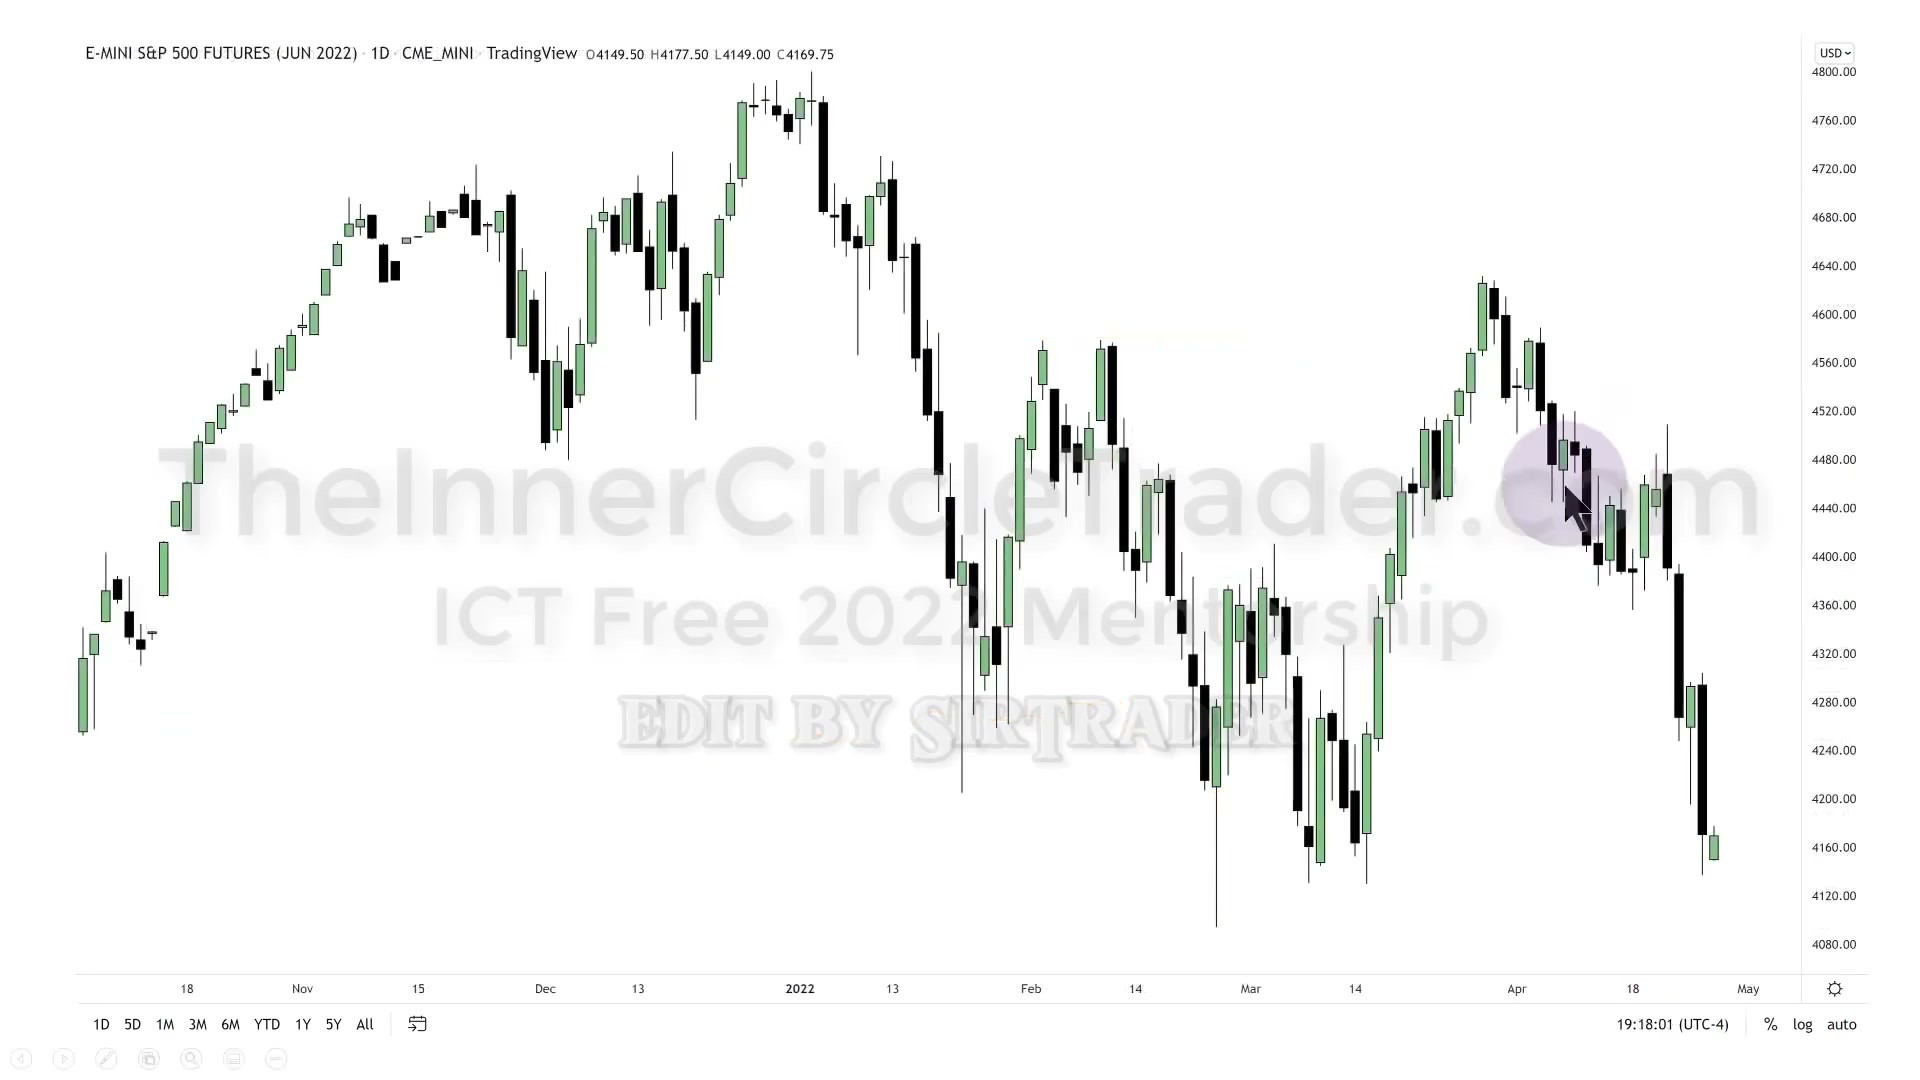 E-MINI S&P 500 FUTURES (JUN 2022) · 1D · CME_MINI · TradingView O4149.50 H4177.50 L4149.00 C4169.75
USD
4800.00
4760.00
4720.00
4680.00
4640.00
4600.00
4560.00
4520.00
4480.00
4440.00
4400.00
4360.00
4320.00
4280.00
4240.00
4200.00
4160.00
4120.00
4080.00
TheInnerCircleTrader.com
ICT Free 2022 Mentorship
EDIT BY SIRTRADER
18 Nov 15 Dec 13 2022 13 Feb 14 Mar 14 Apr 18 May
1D 5D 1M 3M 6M YTD 1Y 5Y All 19:18:01 (UTC-4) % log auto